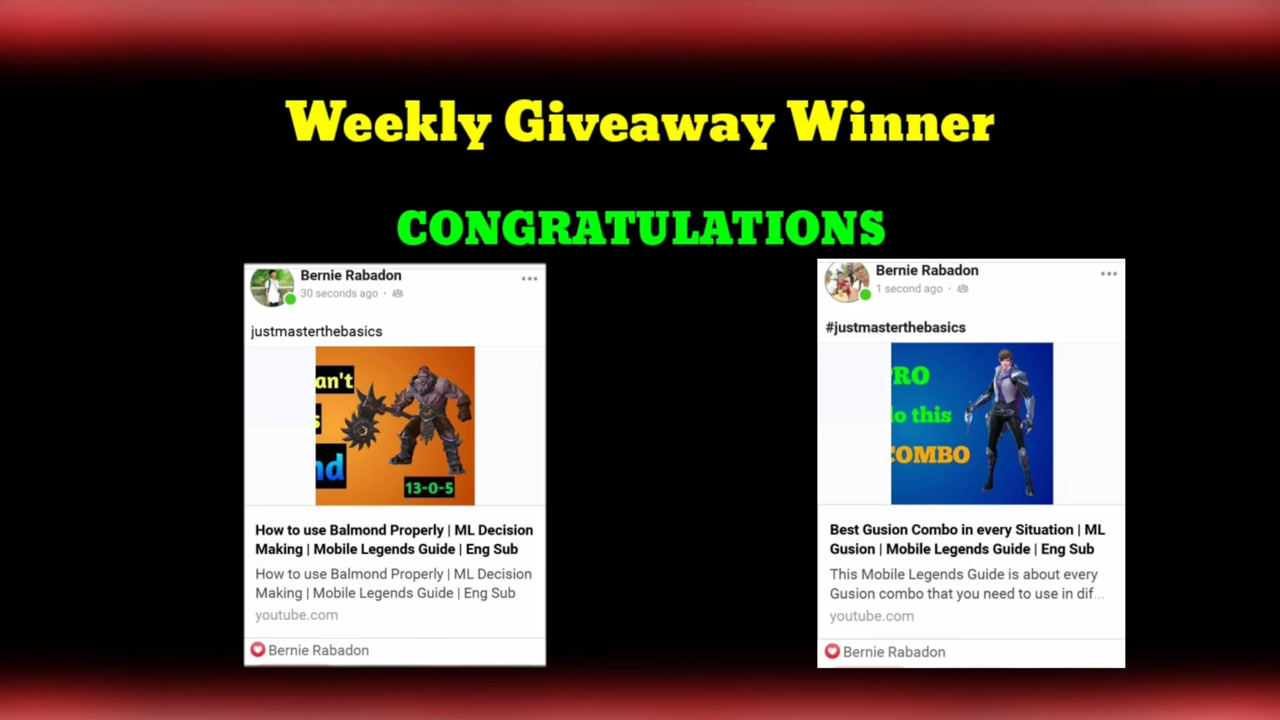 Weekly Giveaway Winner
CONGRATULATIONS
Bernie Rabadon
30 seconds ago ·
justmasterthebasics
an't
s
nd
13-0-5
How to use Balmond Properly | ML Decision
Making | Mobile Legends Guide | Eng Sub
How to use Balmond Properly | ML Decision
Making | Mobile Legends Guide | Eng Sub
youtube.com
Bernie Rabadon
Bernie Rabadon
1 second ago ·
#justmasterthebasics
PRO
do this
COMBO
Best Gusion Combo in every Situation | ML
Gusion | Mobile Legends Guide | Eng Sub
This Mobile Legends Guide is about every
Gusion combo that you need to use in dif...
youtube.com
Bernie Rabadon